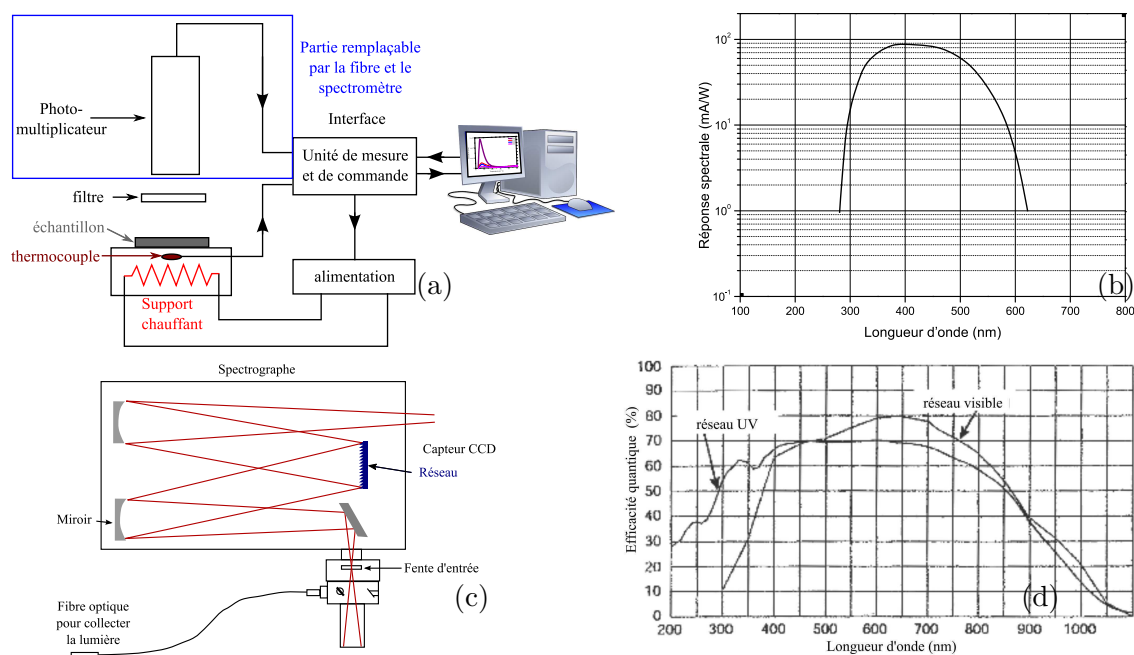 Partie remplaçable
par la fibre et le
spectromètre
Photo-
multiplicateur
Interface
Unité de mesure
et de commande
filtre
échantillon
thermocouple
alimentation
Support
chauffant
(a)
Réponse spectrale (mA/W)
10²
10¹
10⁰
10⁻¹
100 200 300 400 500 600 700 800
Longueur d'onde (nm)
(b)
Spectrographe
Capteur CCD
Réseau
Miroir
Fente d'entrée
Fibre optique
pour collecter
la lumière
(c)
Efficacité quantique (%)
100
90
80
70
60
50
40
30
20
10
0
réseau UV
réseau visible
200 300 400 500 600 700 800 900 1000
Longueur d'onde (nm)
(d)